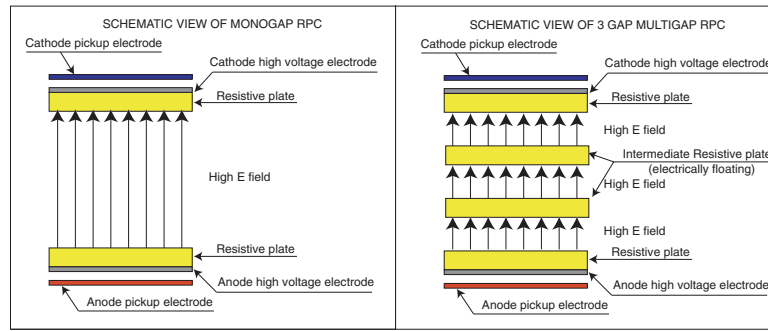 SCHEMATIC VIEW OF MONOGAP RPC
Cathode pickup electrode
Cathode high voltage electrode
Resistive plate
High E field
Resistive plate
Anode high voltage electrode
Anode pickup electrode
SCHEMATIC VIEW OF 3 GAP MULTIGAP RPC
Cathode pickup electrode
Cathode high voltage electrode
Resistive plate
High E field
Intermediate Resistive plate
(electrically floating)
High E field
High E field
Resistive plate
Anode high voltage electrode
Anode pickup electrode